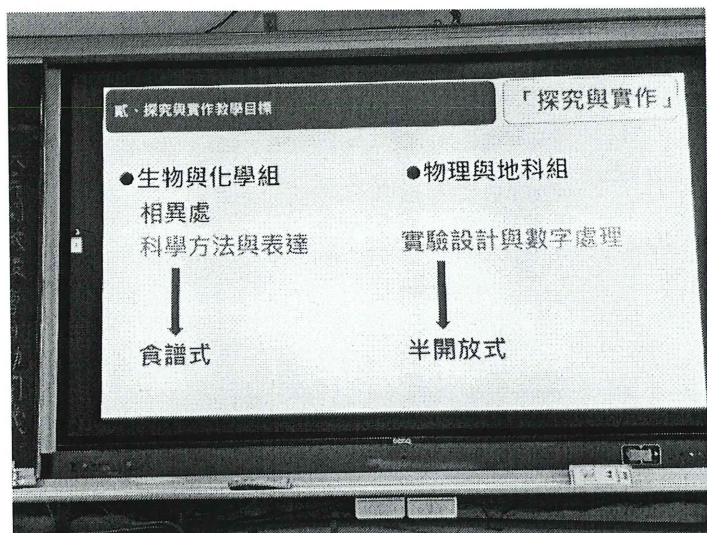 貳、探究與實作教學目標
「探究與實作」
●生物與化學組
相異處
科學方法與表達
食譜式
●物理與地科組
實驗設計與數字處理
半開放式
BenQ